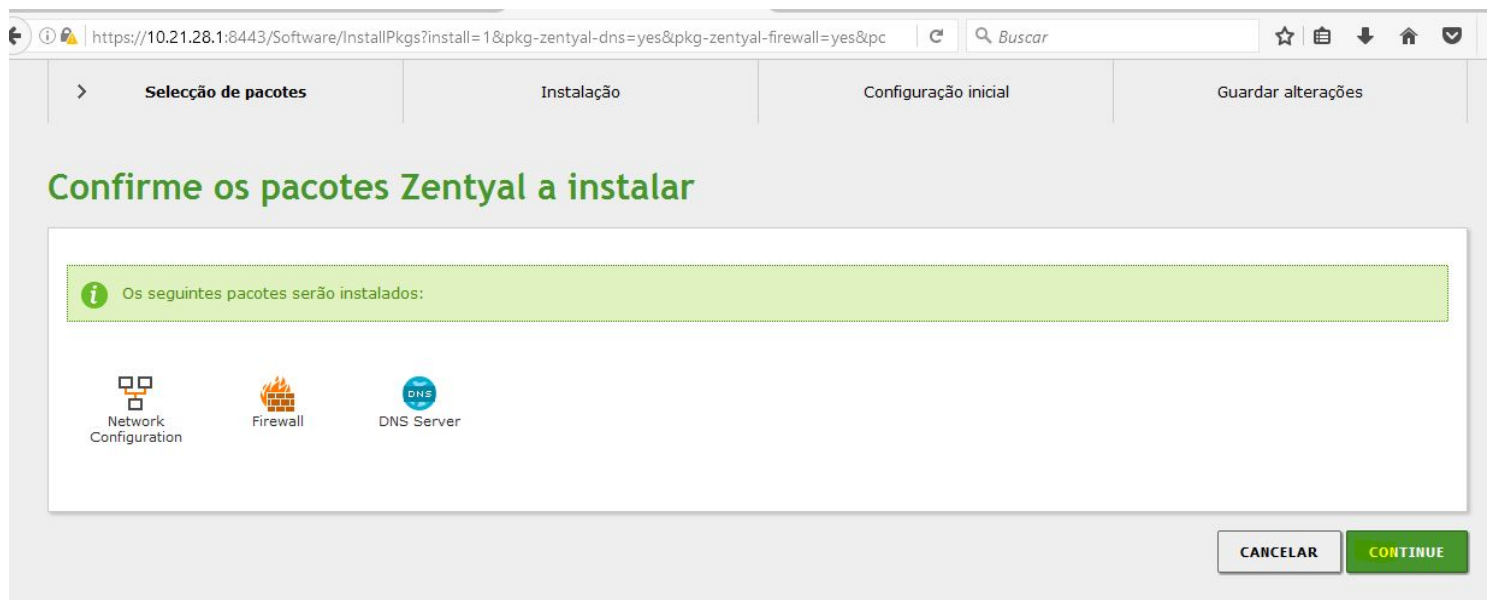 https://10.21.28.1:8443/Software/InstallPkgs?install=1&pkg-zentyal-dns=yes&pkg-zentyal-firewall=yes&pc
Buscar
Selecção de pacotes
Instalação
Configuração inicial
Guardar alterações
Confirme os pacotes Zentyal a instalar
Os seguintes pacotes serão instalados:
DNS
Network
Configuration
Firewall
DNS Server
CANCELAR
CONTINUE